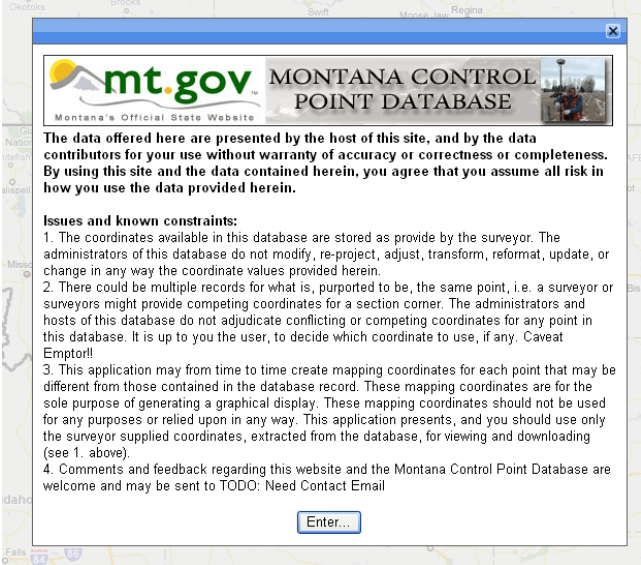 Okotoks
Brooks
Swift
Moose Jaw
Regina
mt.gov
Montana's Official State Website
MONTANA CONTROL
POINT DATABASE
The data offered here are presented by the host of this site, and by the data
contributors for your use without warranty of accuracy or correctness or completeness.
By using this site and the data contained herein, you agree that you assume all risk in
how you use the data provided herein.
Issues and known constraints:
1. The coordinates available in this database are stored as provide by the surveyor. The
administrators of this database do not modify, re-project, adjust, transform, reformat, update, or
change in any way the coordinate values provided herein.
2. There could be multiple records for what is, purported to be, the same point, i.e. a surveyor or
surveyors might provide competing coordinates for a section corner. The administrators and
hosts of this database do not adjudicate conflicting or competing coordinates for any point in
this database. It is up to you the user, to decide which coordinate to use, if any. Caveat
Emptor!!
3. This application may from time to time create mapping coordinates for each point that may be
different from those contained in the database record. These mapping coordinates are for the
sole purpose of generating a graphical display. These mapping coordinates should not be used
for any purposes or relied upon in any way. This application presents, and you should use only
the surveyor supplied coordinates, extracted from the database, for viewing and downloading
(see 1. above).
4. Comments and feedback regarding this website and the Montana Control Point Database are
welcome and may be sent to TODO: Need Contact Email
Enter...
Falls
84
86